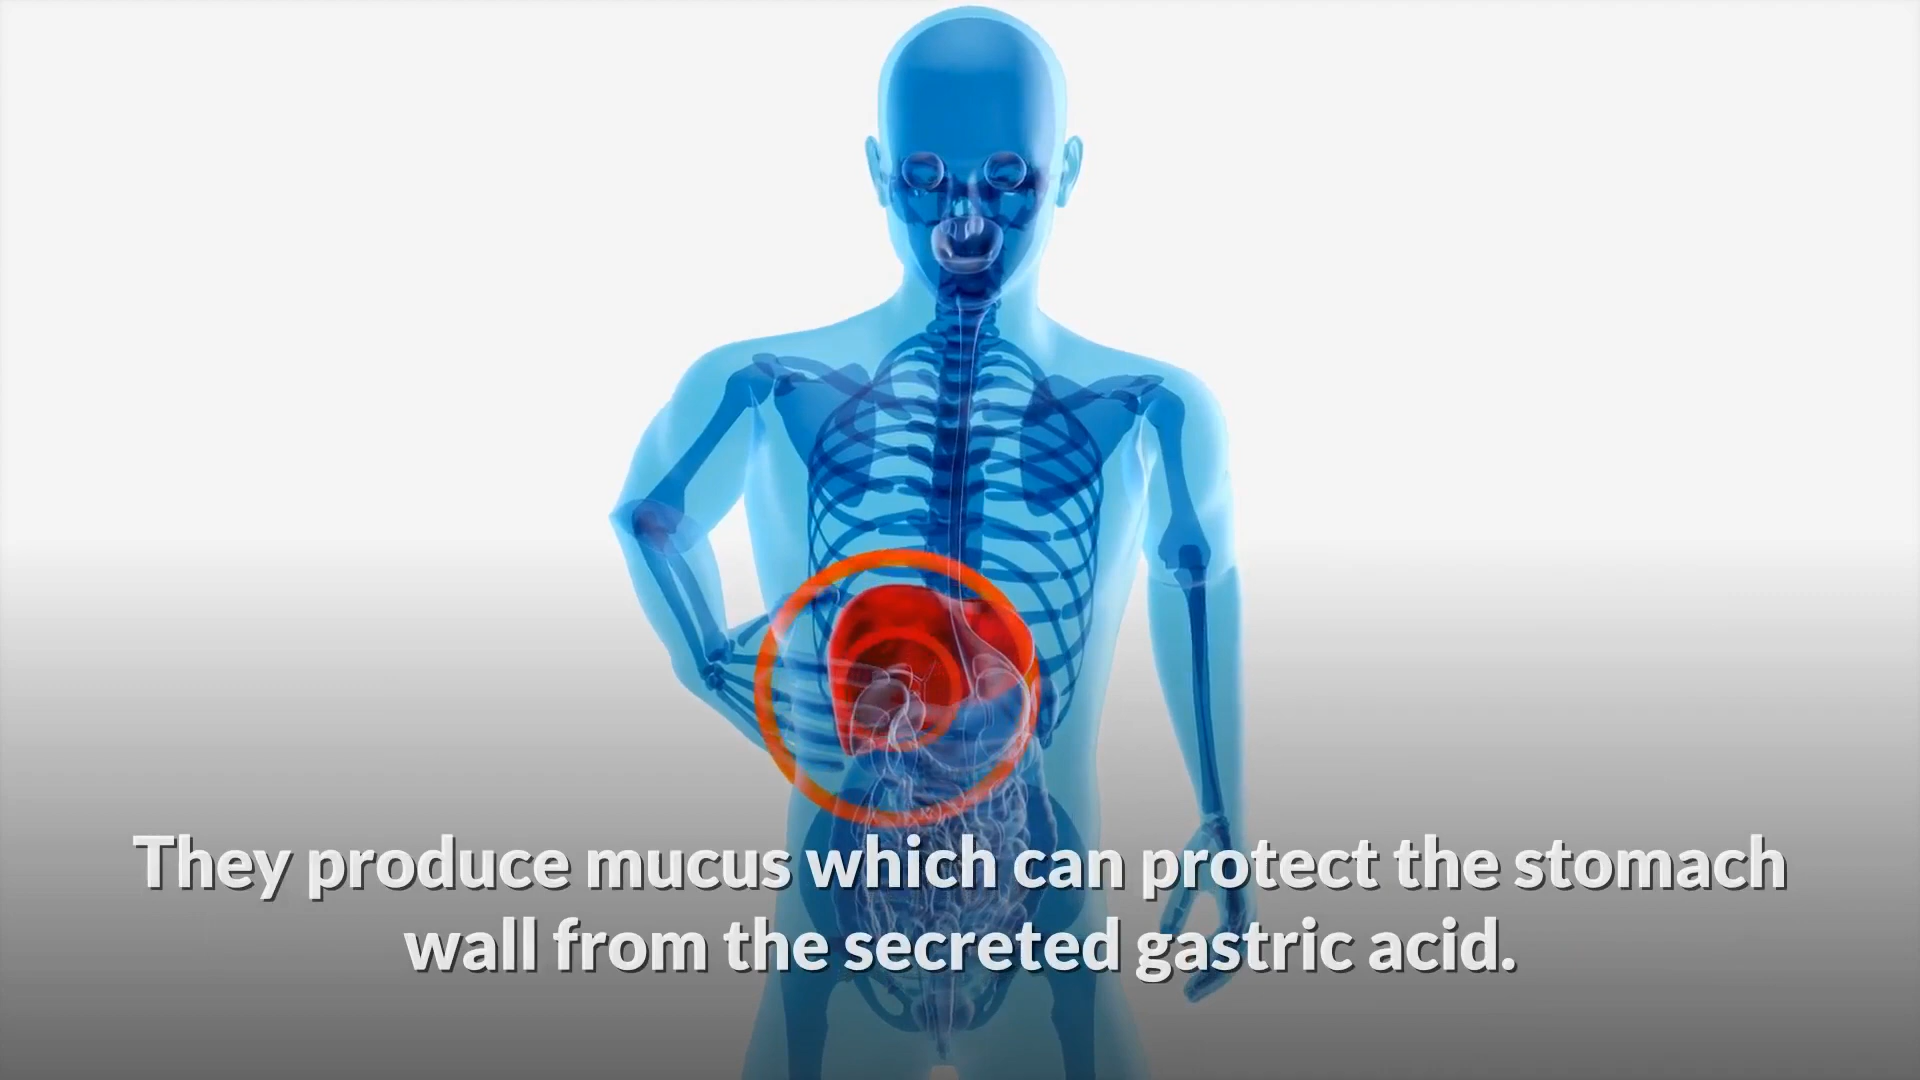 They produce mucus which can protect the stomach
wall from the secreted gastric acid.